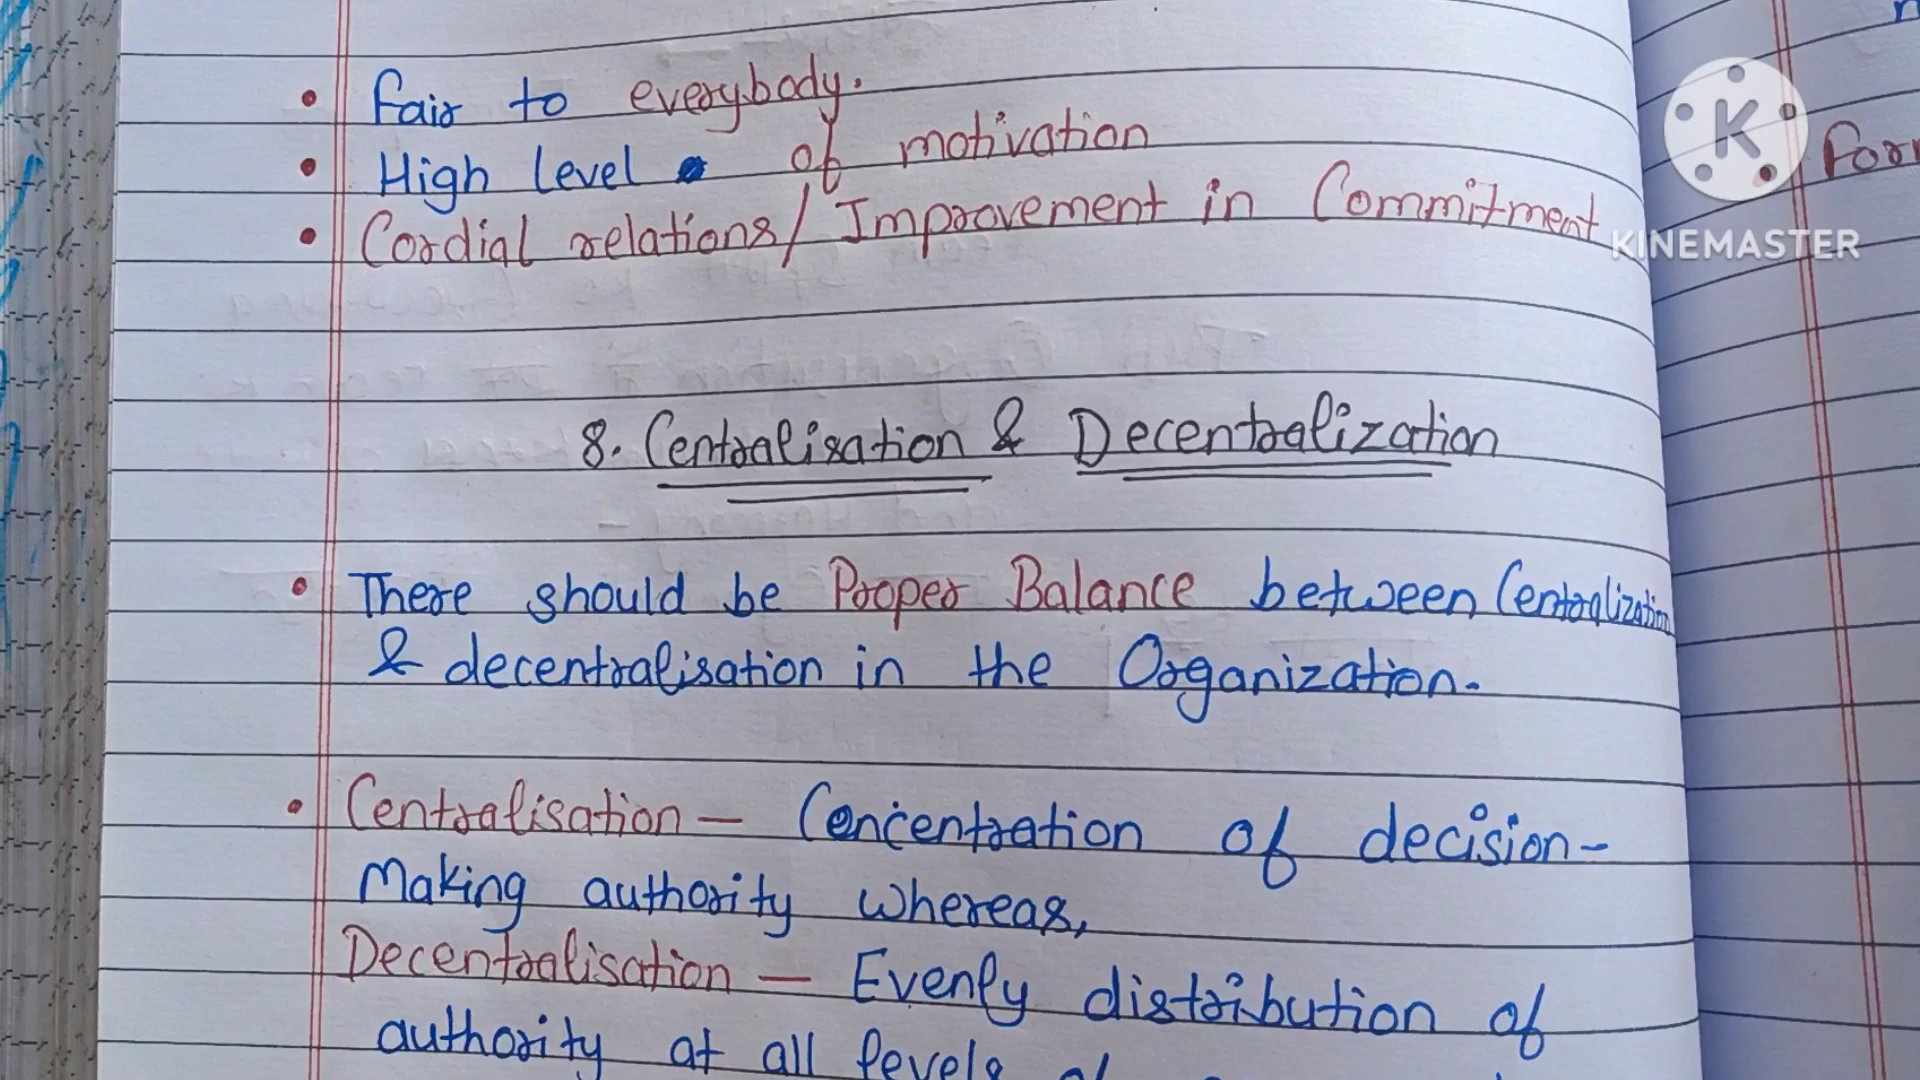 • fair to everybody.
• High level of motivation
• Cordial relations/ Improvement in Commitment
K
KINEMASTER
8. Centralisation & Decentralization
• There should be Proper Balance between Centralization
& decentralisation in the Organization.
• Centralisation — Concentration of decision-
Making authority whereas,
Decentralisation — Evenly distribution of
authority at all levels